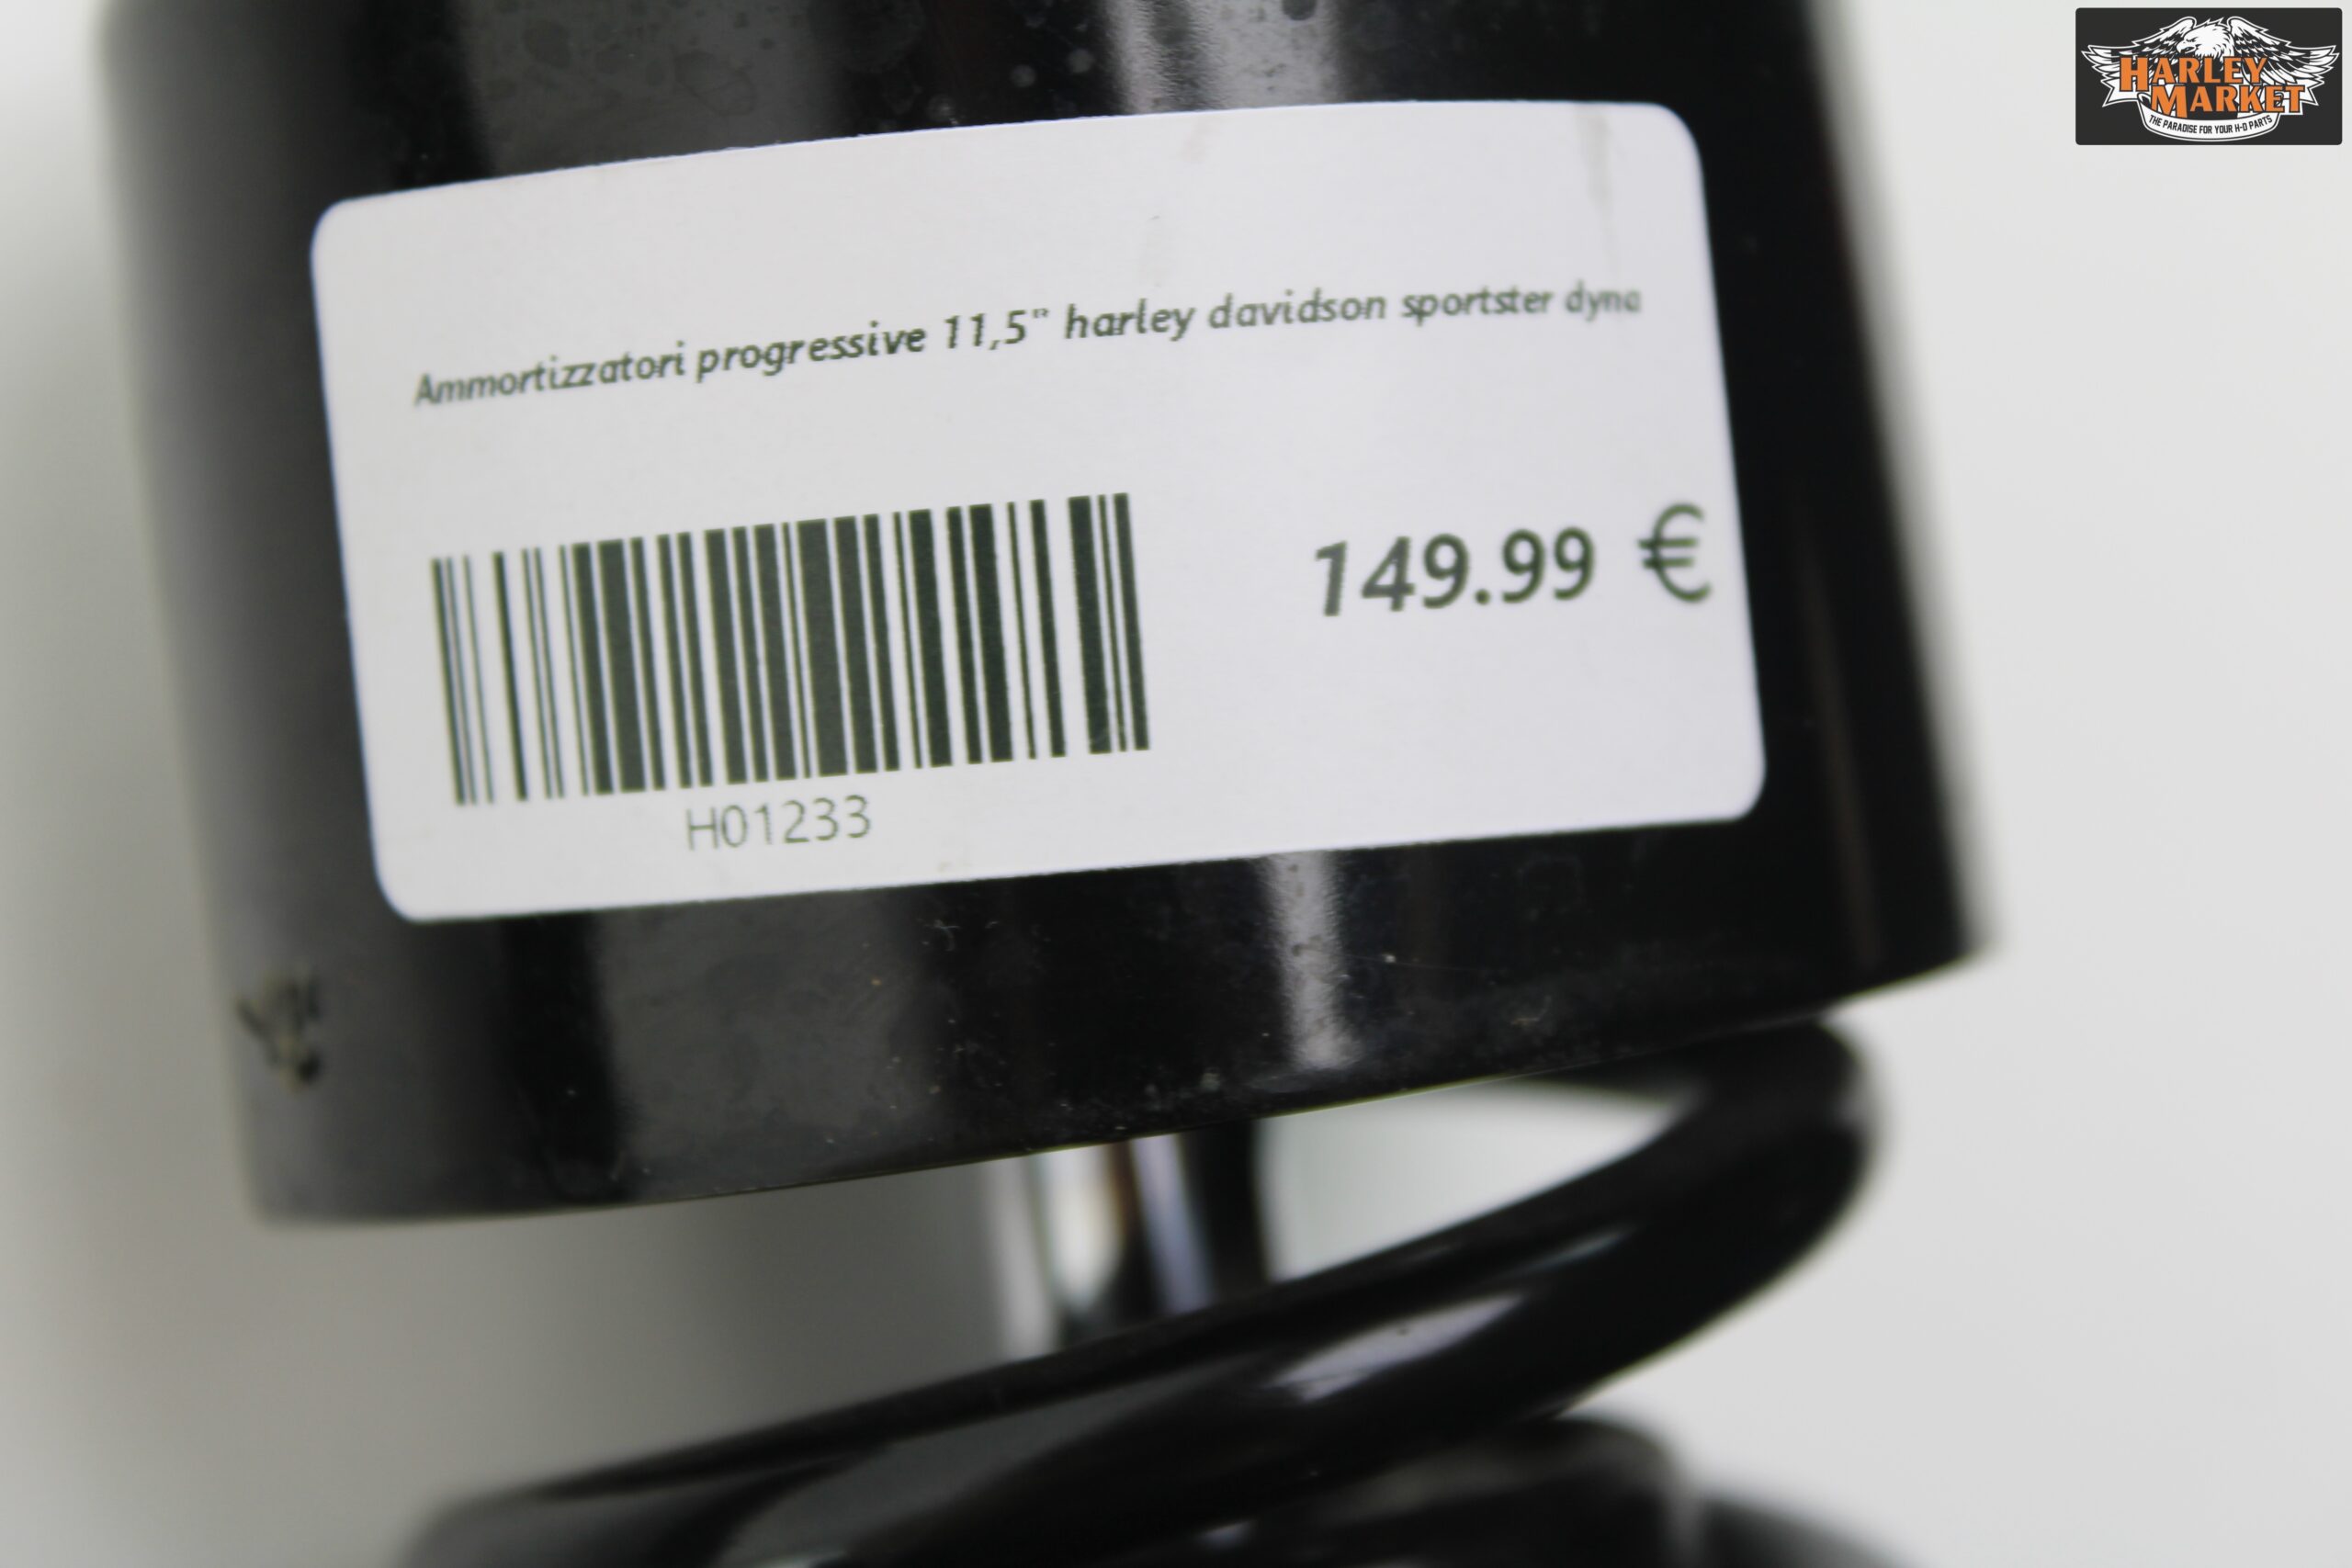 HARLEY
MARKET
THE PARADISE FOR YOUR H-D PARTS
Ammortizzatori progressive 11,5" harley davidson sportster dyna
149.99 €
H01233